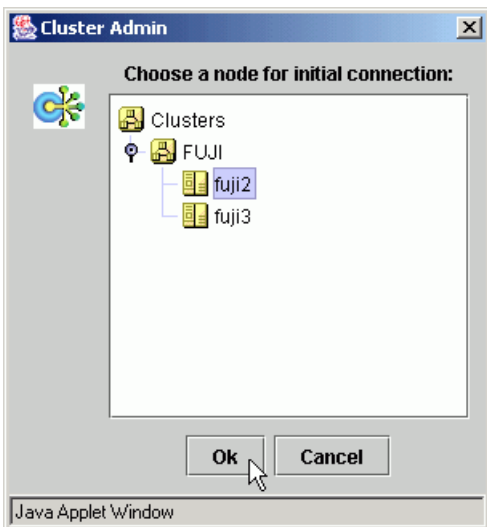 Cluster Admin
Choose a node for initial connection:
Clusters
FUJI
fuji2
fuji3
Ok Cancel
Java Applet Window